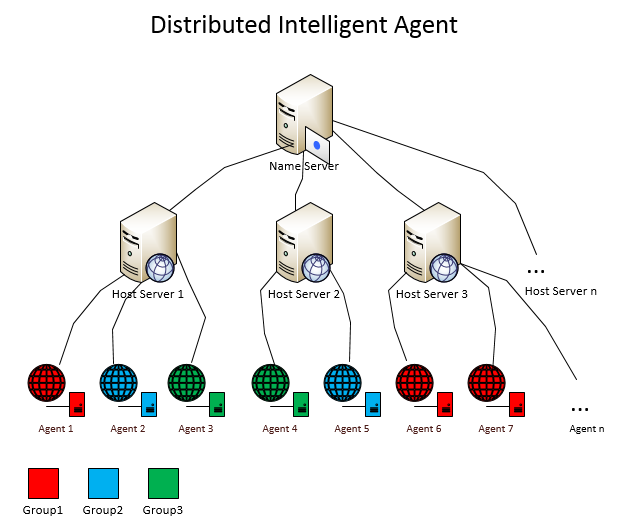 Distributed Intelligent Agent
Name Server
...
Host Server 1
Host Server 2
Host Server 3
Host Server n
...
Agent 1
Agent 2
Agent 3
Agent 4
Agent 5
Agent 6
Agent 7
Agent n
Group1
Group2
Group3